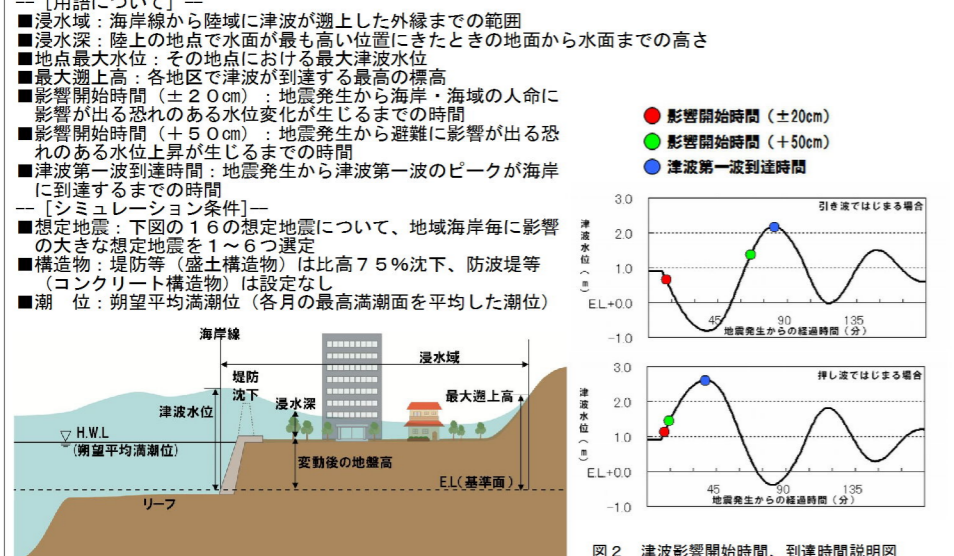 -- [用語について] --
■浸水域：海岸線から陸域に津波が遡上した外縁までの範囲
■浸水深：陸上の地点で水面が最も高い位置にきたときの地面から水面までの高さ
■地点最大水位：その地点における最大津波水位
■最大遡上高：各地区で津波が到達する最高の標高
■影響開始時間（±２０cm）：地震発生から海岸・海域の人命に
影響が出る恐れのある水位変化が生じるまでの時間
■影響開始時間（＋５０cm）：地震発生から避難に影響が出る恐
れのある水位上昇が生じるまでの時間
■津波第一波到達時間：地震発生から津波第一波のピークが海岸
に到達するまでの時間
-- [シミュレーション条件]--
■想定地震：下図の１６の想定地震について、地域海岸毎に影響
の大きな想定地震を１～６つ選定
■構造物：堤防等（盛土構造物）は比高７５％沈下、防波堤等
（コンクリート構造物）は設定なし
■潮　位：朔望平均満潮位（各月の最高満潮面を平均した潮位）
海岸線
浸水域
堤防
沈下
浸水深
最大遡上高
津波水位
H.W.L
(朔望平均満潮位)
変動後の地盤高
E.L(基準面)
リーフ
影響開始時間（±20cm）
影響開始時間（＋50cm）
津波第一波到達時間
引き波ではじまる場合
津波水位（m）
3.0
2.0
1.0
EL+0.0
-1.0
45 90 135
地震発生からの経過時間（分）
押し波ではじまる場合
津波水位（m）
3.0
2.0
1.0
EL+0.0
-1.0
45 90 135
地震発生からの経過時間（分）
図２　津波影響開始時間、到達時間説明図